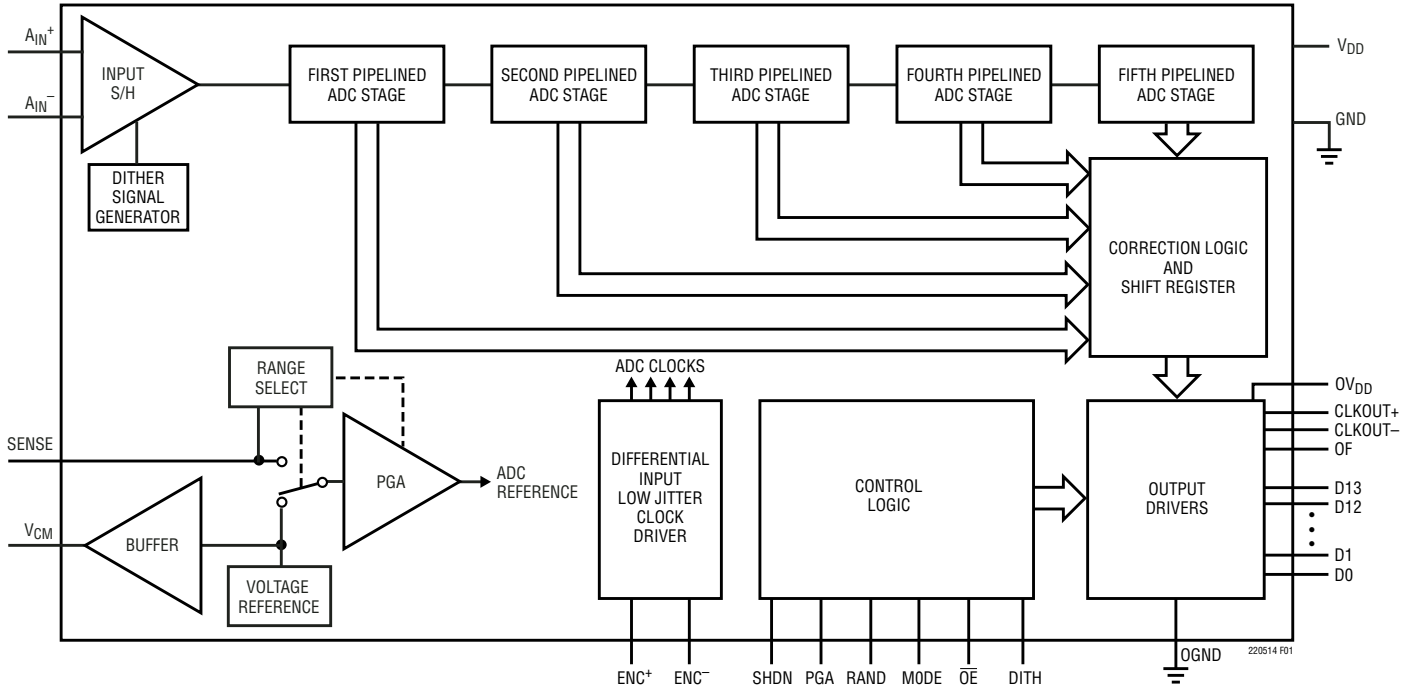 AIN+
AIN–
INPUT
S/H
DITHER
SIGNAL
GENERATOR
FIRST PIPELINED
ADC STAGE
SECOND PIPELINED
ADC STAGE
THIRD PIPELINED
ADC STAGE
FOURTH PIPELINED
ADC STAGE
FIFTH PIPELINED
ADC STAGE
VDD
GND
CORRECTION LOGIC
AND
SHIFT REGISTER
RANGE
SELECT
SENSE
PGA
ADC
REFERENCE
VCM
BUFFER
VOLTAGE
REFERENCE
ADC CLOCKS
DIFFERENTIAL
INPUT
LOW JITTER
CLOCK
DRIVER
CONTROL
LOGIC
OUTPUT
DRIVERS
OVDD
CLKOUT+
CLKOUT–
OF
D13
D12
D1
D0
ENC+
ENC–
SHDN
PGA
RAND
MODE
O̅E̅
DITH
OGND
220514 F01